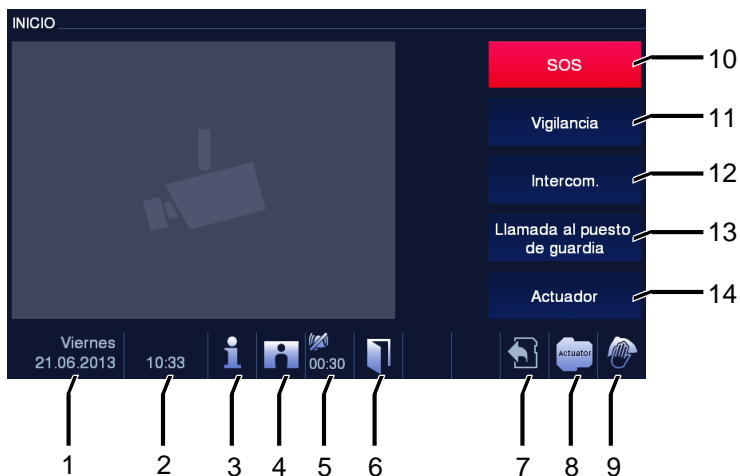 INICIO
SOS
10
Vigilancia
11
Intercom.
12
Llamada al puesto
de guardia
13
Actuador
14
Viernes
21.06.2013
10:33
00:30
Actuator
1
2
3
4
5
6
7
8
9